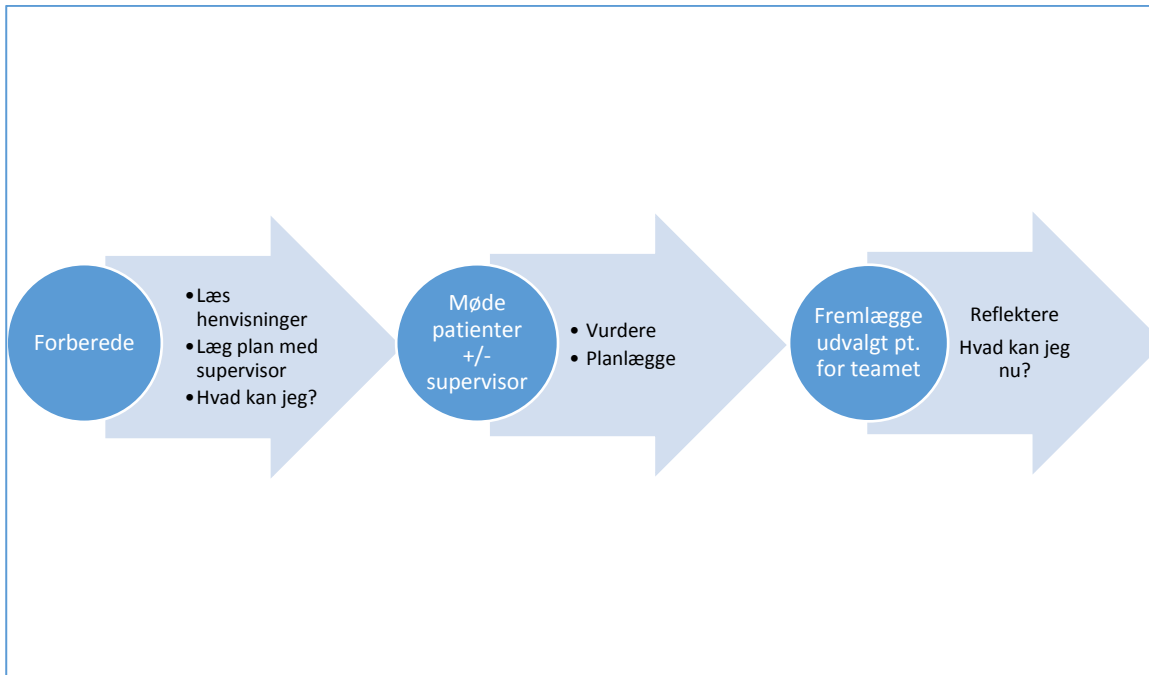 Forberede
•Læs
henvisninger
•Læg plan med
supervisor
•Hvad kan jeg?
Møde
patienter
+/-
supervisor
• Vurdere
• Planlægge
Fremlægge
udvalgt pt.
for teamet
Reflektere
Hvad kan jeg
nu?